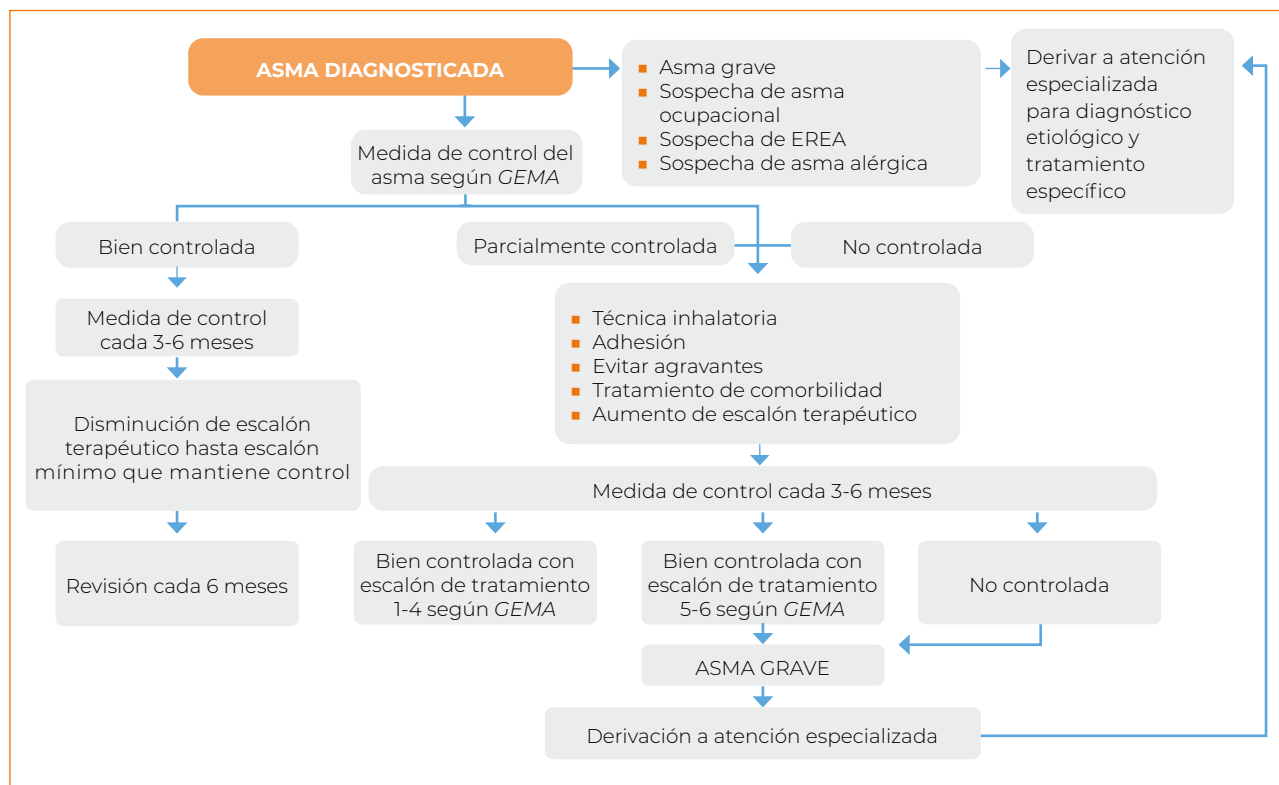 ASMA DIAGNOSTICADA
Asma grave
Sospecha de asma
ocupacional
Sospecha de EREA
Sospecha de asma alérgica
Derivar a atención
especializada
para diagnóstico
etiológico y
tratamiento
específico
Medida de control del
asma según GEMA
Bien controlada
Parcialmente controlada
No controlada
Medida de control
cada 3-6 meses
Técnica inhalatoria
Adhesión
Evitar agravantes
Tratamiento de comorbilidad
Aumento de escalón terapéutico
Disminución de escalón
terapéutico hasta escalón
mínimo que mantiene control
Medida de control cada 3-6 meses
Revisión cada 6 meses
Bien controlada con
escalón de tratamiento
1-4 según GEMA
Bien controlada con
escalón de tratamiento
5-6 según GEMA
No controlada
ASMA GRAVE
Derivación a atención especializada